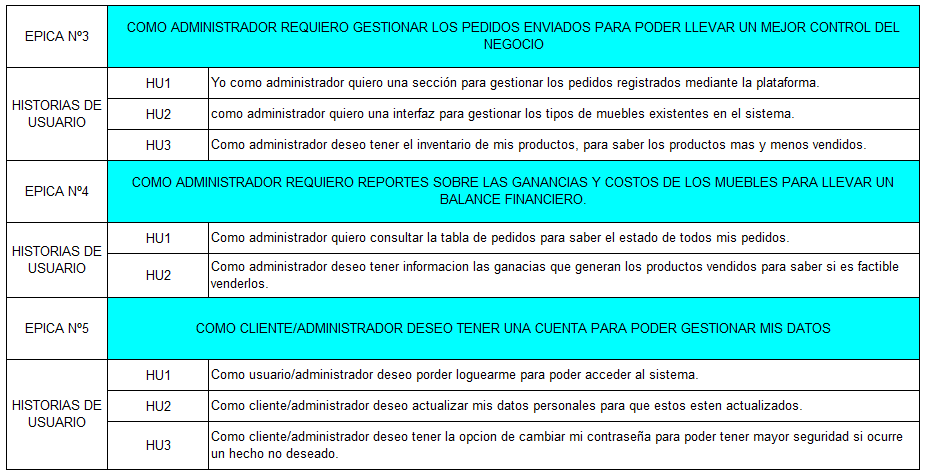 EPICA Nº3
COMO ADMINISTRADOR REQUIERO GESTIONAR LOS PEDIDOS ENVIADOS PARA PODER LLEVAR UN MEJOR CONTROL DEL
NEGOCIO
HISTORIAS DE
USUARIO
HU1
Yo como administrador quiero una sección para gestionar los pedidos registrados mediante la plataforma.
HU2
como administrador quiero una interfaz para gestionar los tipos de muebles existentes en el sistema.
HU3
Como administrador deseo tener el inventario de mis productos, para saber los productos mas y menos vendidos.
EPICA Nº4
COMO ADMINISTRADOR REQUIERO REPORTES SOBRE LAS GANANCIAS Y COSTOS DE LOS MUEBLES PARA LLEVAR UN
BALANCE FINANCIERO.
HISTORIAS DE
USUARIO
HU1
Como administrador quiero consultar la tabla de pedidos para saber el estado de todos mis pedidos.
HU2
Como administrador deseo tener informacion las ganacias que generan los productos vendidos para saber si es factible
venderlos.
EPICA Nº5
COMO CLIENTE/ADMINISTRADOR DESEO TENER UNA CUENTA PARA PODER GESTIONAR MIS DATOS
HISTORIAS DE
USUARIO
HU1
Como usuario/administrador deseo porder loguearme para poder acceder al sistema.
HU2
Como cliente/administrador deseo actualizar mis datos personales para que estos esten actualizados.
HU3
Como cliente/administrador deseo tener la opcion de cambiar mi contraseña para poder tener mayor seguridad si ocurre
un hecho no deseado.